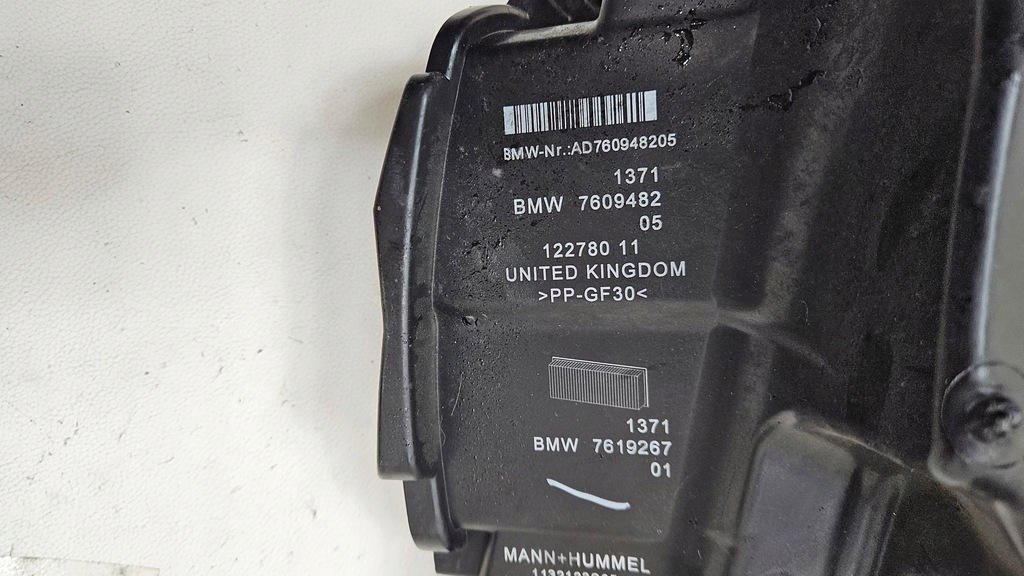 BMW-Nr.:AD760948205
1371
BMW 7609482
05
122780 11
UNITED KINGDOM
>PP-GF30<
1371
BMW 7619267
01
MANN+HUMMEL